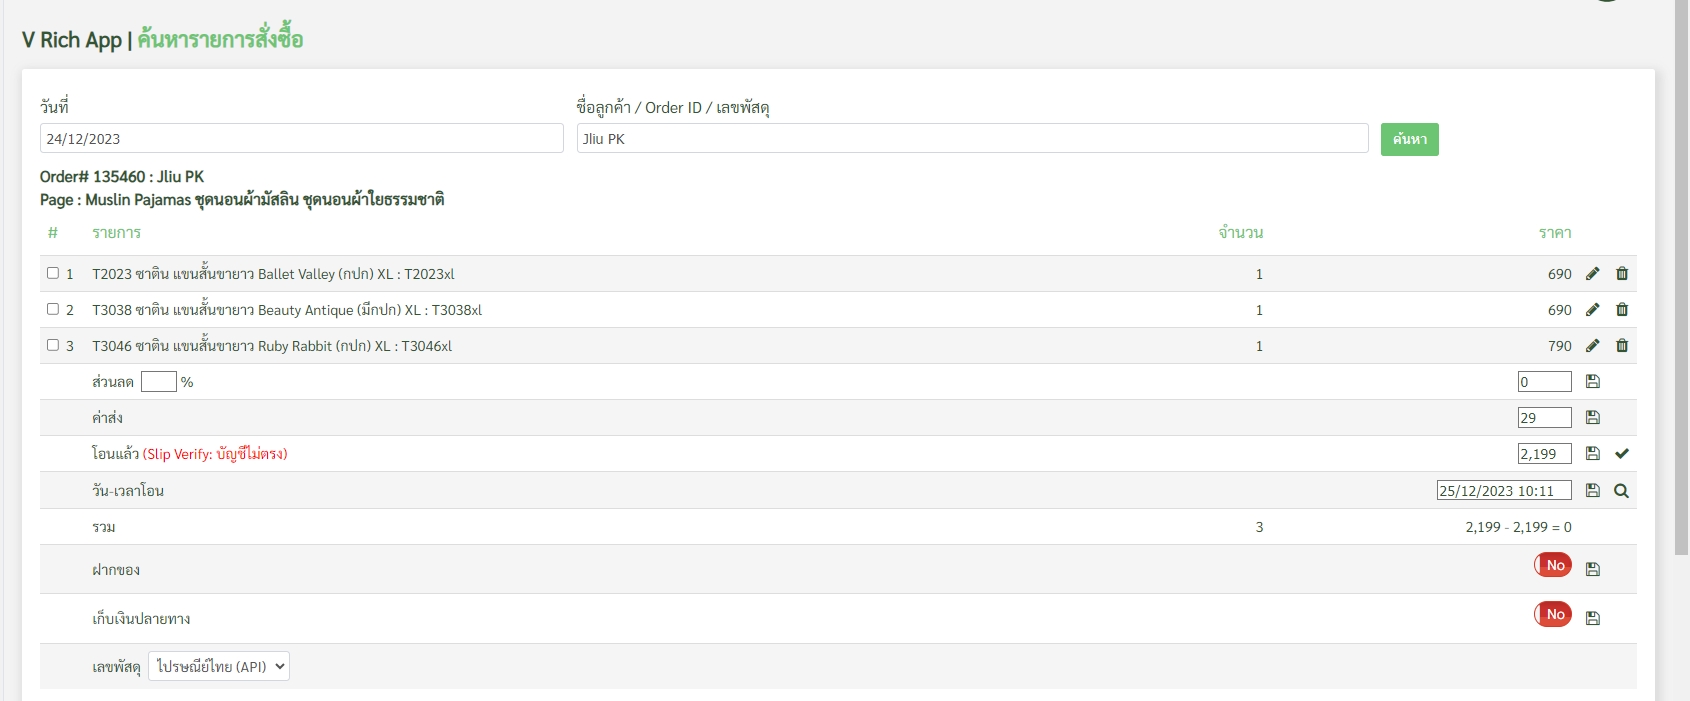 V Rich App | ค้นหารายการสั่งซื้อ
วันที่ ชื่อลูกค้า / Order ID / เลขพัสดุ
24/12/2023 Jliu PK ค้นหา
Order# 135460 : Jliu PK
Page : Muslin Pajamas ชุดนอนผ้ามัสลิน ชุดนอนผ้าใยธรรมชาติ
# รายการ จำนวน ราคา
1 T2023 ซาติน แขนสั้นขายาว Ballet Valley (กปก) XL : T2023xl 1 690
2 T3038 ซาติน แขนสั้นขายาว Beauty Antique (มีกปก) XL : T3038xl 1 690
3 T3046 ซาติน แขนสั้นขายาว Ruby Rabbit (กปก) XL : T3046xl 1 790
ส่วนลด % 0
ค่าส่ง 29
โอนแล้ว (Slip Verify: บัญชีไม่ตรง) 2,199
วัน-เวลาโอน 25/12/2023 10:11
รวม 3 2,199 - 2,199 = 0
ฝากของ No
เก็บเงินปลายทาง No
เลขพัสดุ ไปรษณีย์ไทย (API)